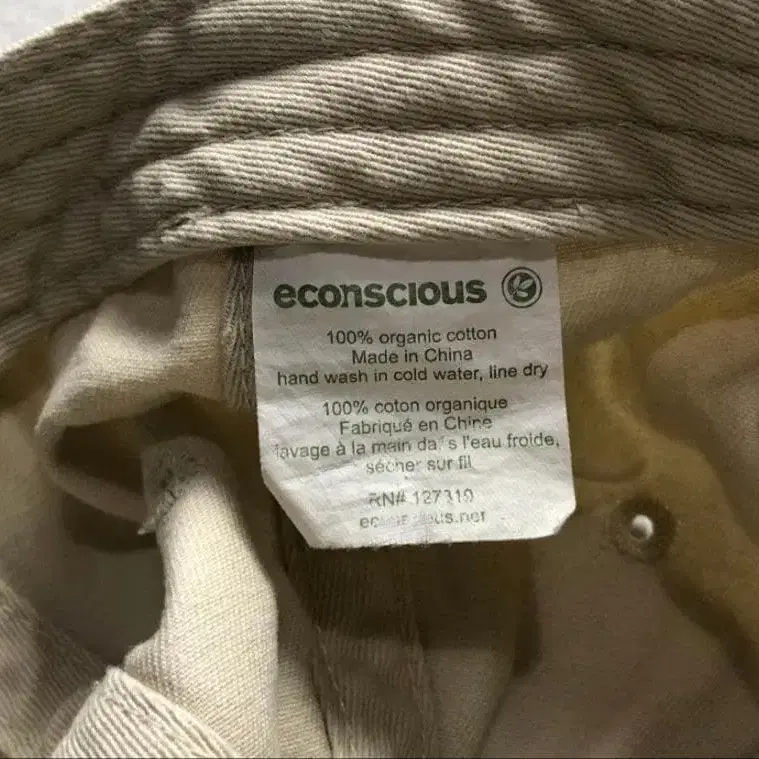 econscious
100% organic cotton
Made in China
hand wash in cold water, line dry
100% coton organique
Fabriqué en Chine
lavage à la main da s l'eau froide,
sécher sur fil
RN# 127319